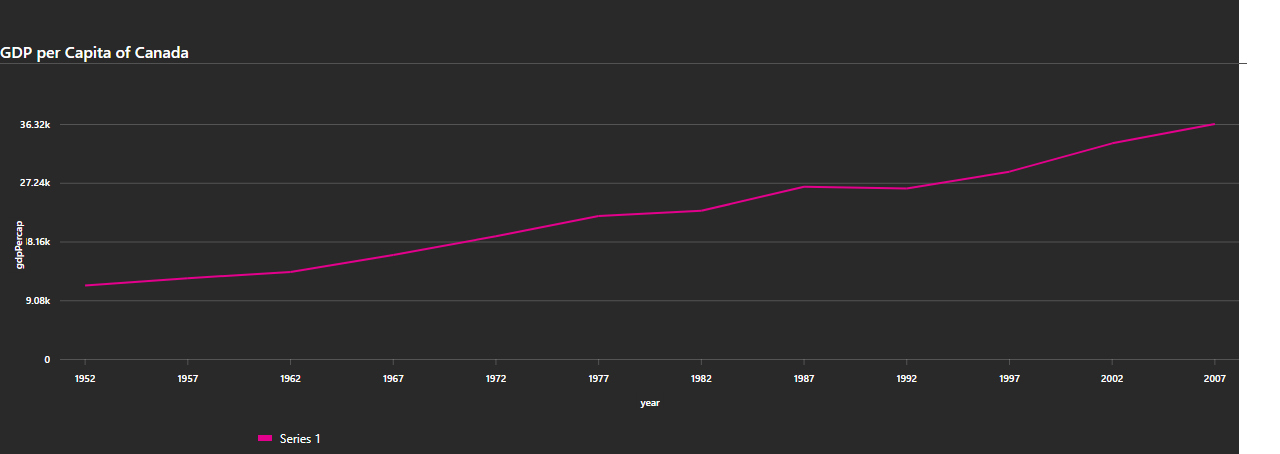 GDP per Capita of Canada
36.32k
27.24k
18.16k
9.08k
0
gdpPercap
1952 1957 1962 1967 1972 1977 1982 1987 1992 1997 2002 2007
year
Series 1